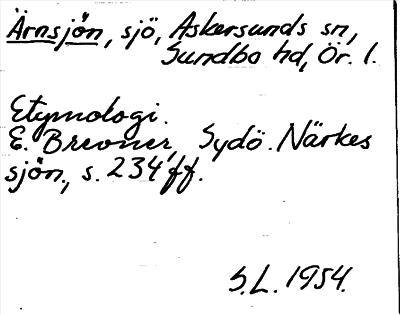 Ärnsjön, sjö, Askersunds sn,
Sundbo hd, Ör. l.
Etymologi.
E. Brevner, Sydö. Närkes
sjön., s. 234 ff.
S.L. 1954.